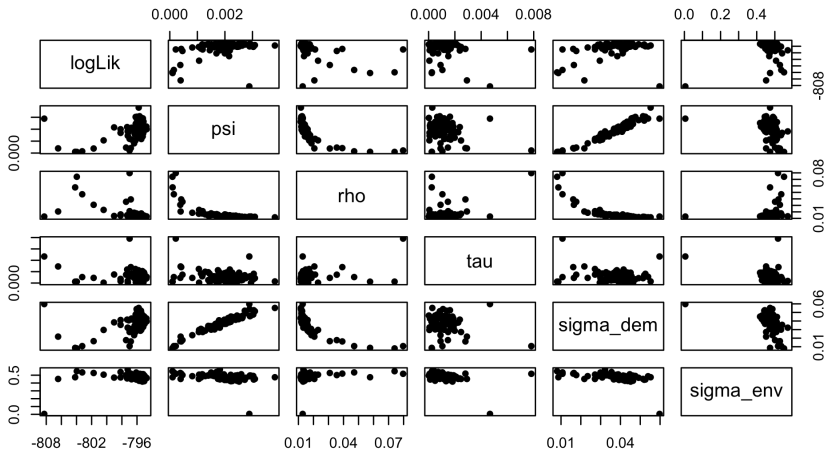 0.000 0.002
0.000 0.004 0.008
0.0 0.2 0.4
logLik
-808
0.000
psi
rho
0.01 0.08
0.000
tau
sigma_dem
0.01 0.06
0.0 0.5
sigma_env
-808 -802 -796
0.01 0.04 0.07
0.01 0.04